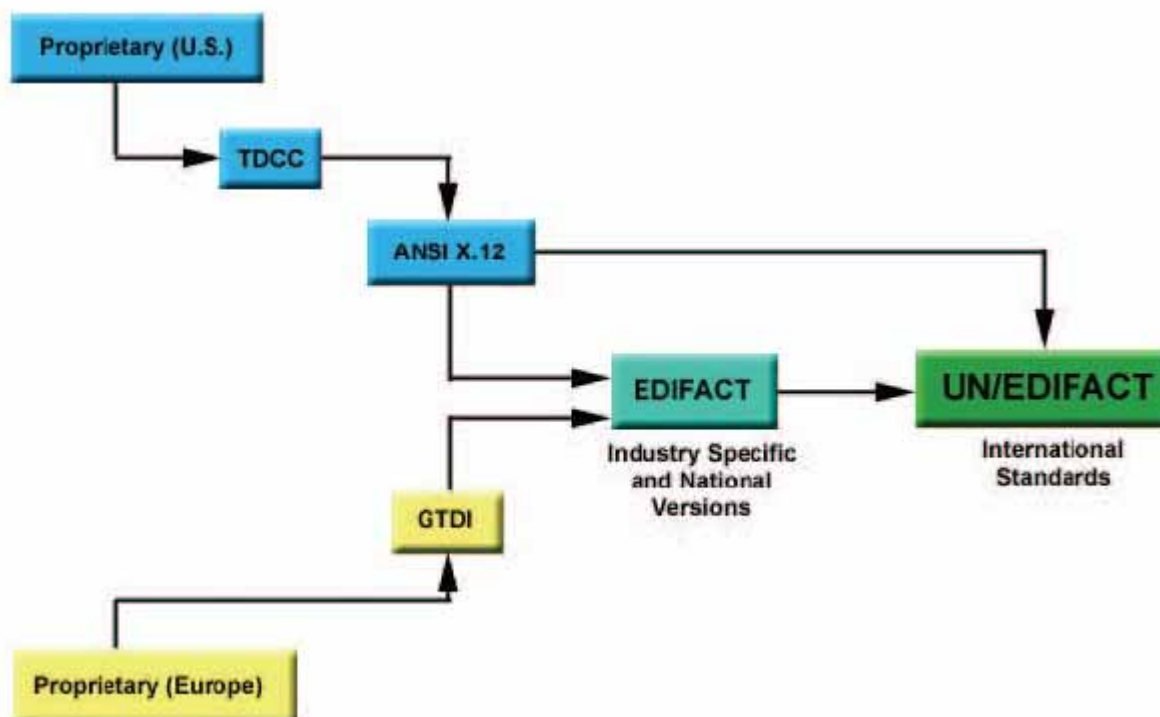 Proprietary (U.S.)
TDCC
ANSI X.12
EDIFACT
UN/EDIFACT
Industry Specific
and National
Versions
International
Standards
GTDI
Proprietary (Europe)